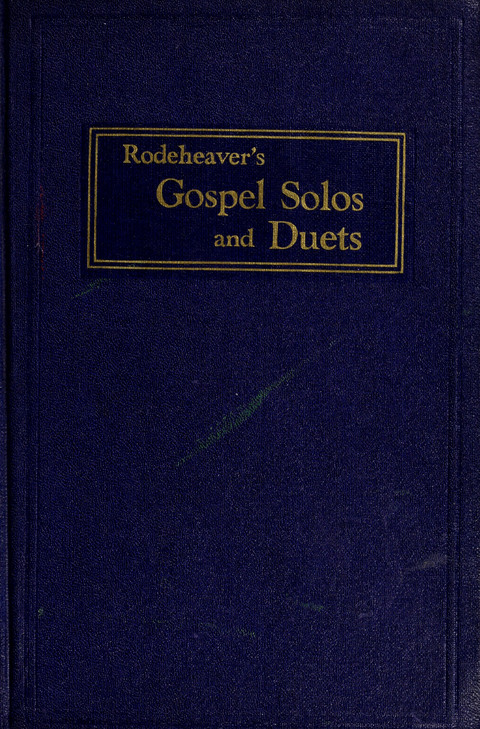 Rodeheaver's
Gospel Solos
and Duets